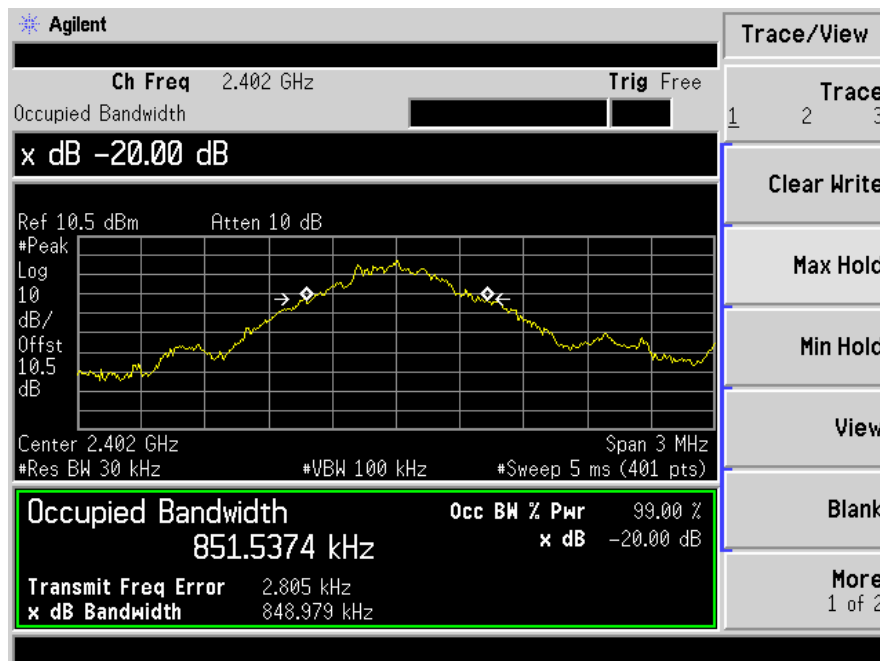 Agilent
Trace/View
Ch Freq 2.402 GHz Trig Free
Occupied Bandwidth
Trace
1 2 3
x dB -20.00 dB
Clear Write
Ref 10.5 dBm Atten 10 dB
#Peak
Log
10
dB/
Offst
10.5
dB
Max Hold
Min Hold
View
Center 2.402 GHz Span 3 MHz
#Res BW 30 kHz #VBW 100 kHz #Sweep 5 ms (401 pts)
Blank
Occupied Bandwidth
851.5374 kHz
Occ BW % Pwr 99.00 %
x dB -20.00 dB
Transmit Freq Error 2.805 kHz
x dB Bandwidth 848.979 kHz
More
1 of 2